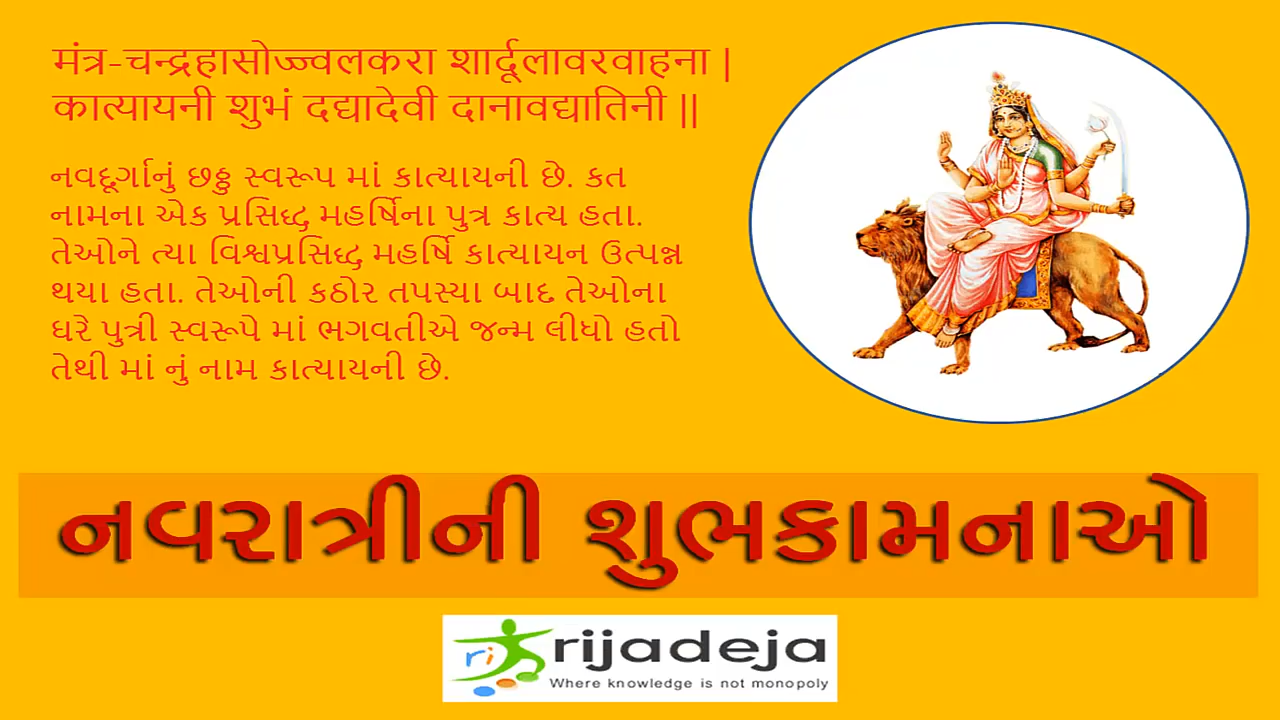 मंत्र-चन्द्रहासोज्ज्वलकरा शार्दूलावरवाहना |
कात्यायनी शुभं दद्यादेवी दानावद्यातिनी ||
નવદૂર્ગાનું છઠ્ઠુ સ્વરૂપ માં કાત્યાયની છે. કત
નામના એક પ્રસિદ્ધ મહર્ષિના પુત્ર કાત્ય હતા.
તેઓને ત્યા વિશ્વપ્રસિદ્ધ મહર્ષિ કાત્યાયન ઉત્પન્ન
થયા હતા. તેઓની કઠોર તપસ્યા બાદ તેઓના
ઘરે પુત્રી સ્વરૂપે માં ભગવતીએ જન્મ લીધો હતો
તેથી માં નું નામ કાત્યાયની છે.
નવરાત્રીની શુભકામનાઓ
ri rijadeja
Where knowledge is not monopoly